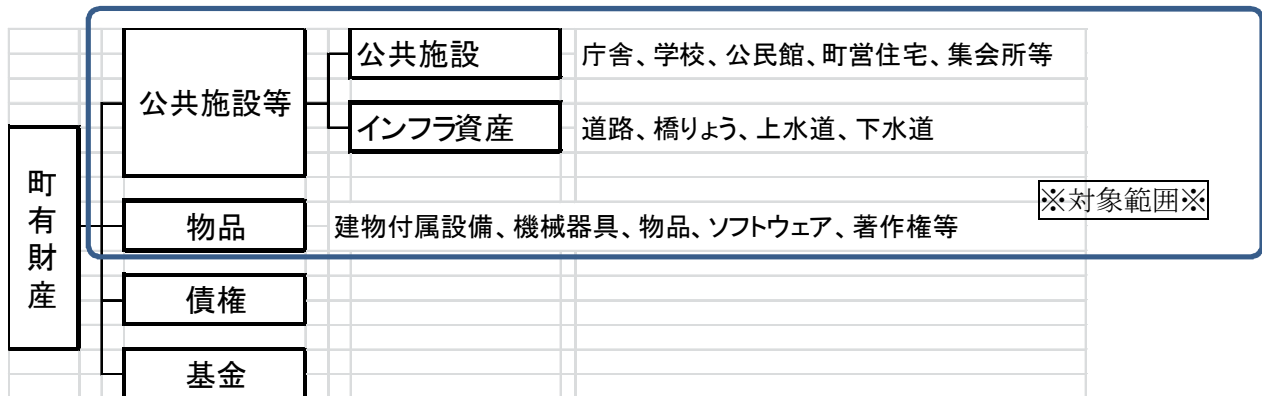 公共施設
庁舎、学校、公民館、町営住宅、集会所等
公共施設等
インフラ資産
道路、橋りょう、上水道、下水道
町有財産
※対象範囲※
物品
建物付属設備、機械器具、物品、ソフトウェア、著作権等
債権
基金